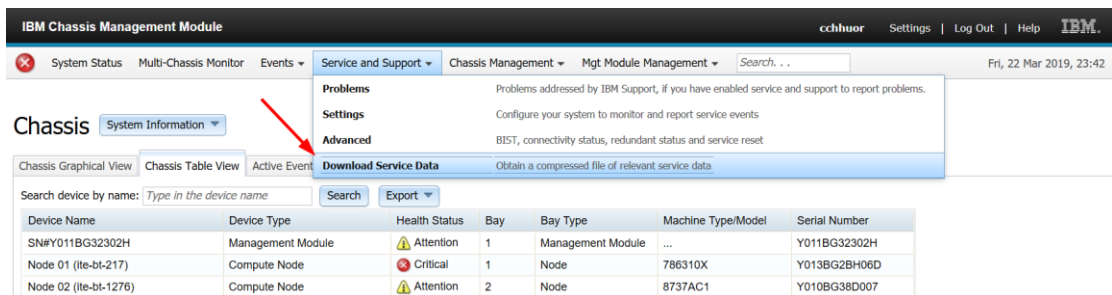 IBM Chassis Management Module cchhuor Settings | Log Out | Help IBM.
System Status Multi-Chassis Monitor Events Service and Support Chassis Management Mgt Module Management Search. . . Fri, 22 Mar 2019, 23:42
Problems Problems addressed by IBM Support, if you have enabled service and support to report problems.
Settings Configure your system to monitor and report service events
Advanced BIST, connectivity status, redundant status and service reset
Download Service Data Obtain a compressed file of relevant service data
Chassis System Information
Chassis Graphical View Chassis Table View Active Event
Search device by name: Type in the device name Search Export
Device Name Device Type Health Status Bay Bay Type Machine Type/Model Serial Number
SN#Y011BG32302H Management Module Attention 1 Management Module ... Y011BG32302H
Node 01 (ite-bt-217) Compute Node Critical 1 Node 786310X Y013BG2BH06D
Node 02 (ite-bt-1276) Compute Node Attention 2 Node 8737AC1 Y010BG38D007